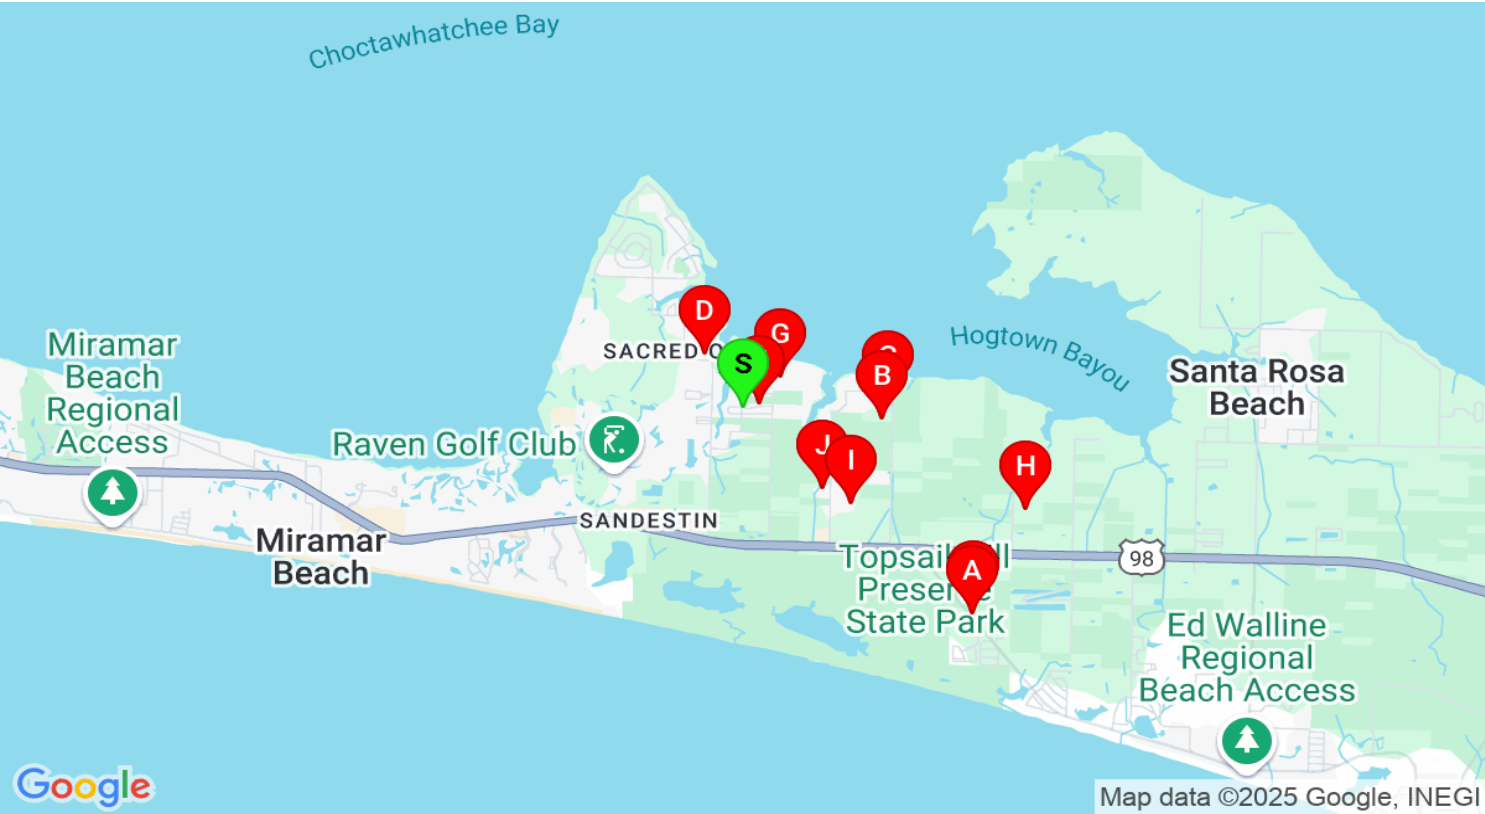 Choctawhatchee Bay
D
G
SACRED
S
B
Hogtown Bayou
Miramar
Beach
Regional
Access
Santa Rosa
Beach
Raven Golf Club
J
I
H
SANDESTIN
Miramar
Beach
98
A
State Park
Ed Walline
Regional
Beach Access
Google
Map data ©2025 Google, INEGI